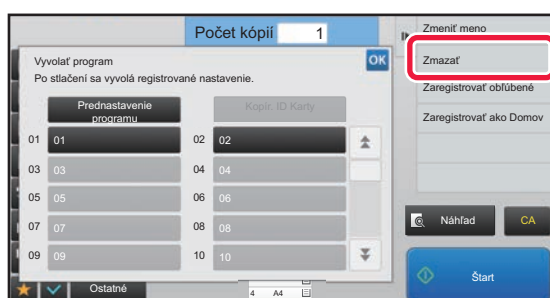 Počet kópií 1
Vyvolať program
OK
Po stlačení sa vyvolá registrované nastavenie.
Prednastavenie
programu
Kopír. ID Karty
01 01 02 02
03 03 04 04
05 05 06 06
07 07 08 08
09 09 10 10
Ostatné
4 A4
Zmeniť meno
Zmazať
Zaregistrovať obľúbené
Zaregistrovať ako Domov
Náhľad
CA
Štart